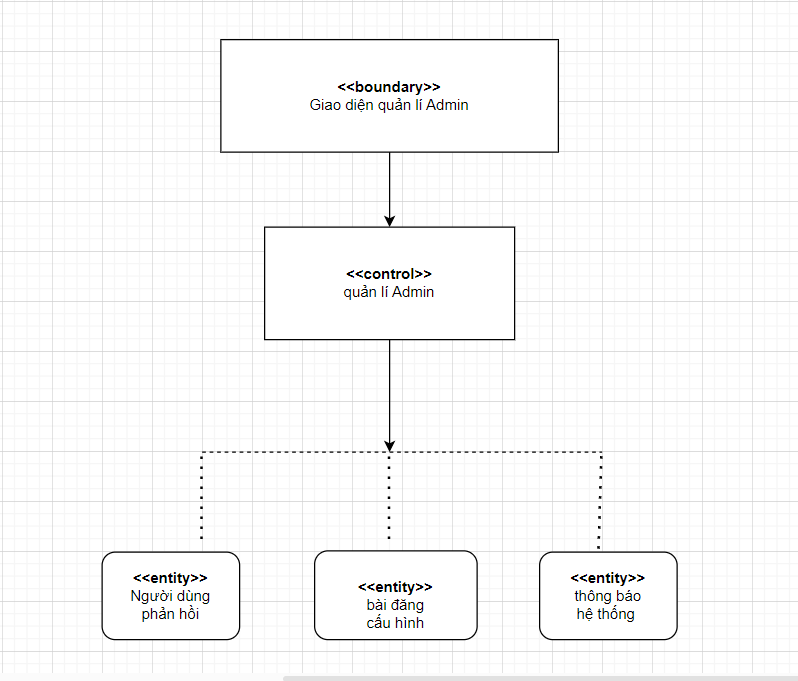 <<boundary>>
Giao diện quản lí Admin
<<control>>
quản lí Admin
<<entity>>
Người dùng
phản hồi
<<entity>>
bài đăng
cấu hình
<<entity>>
thông báo
hệ thống